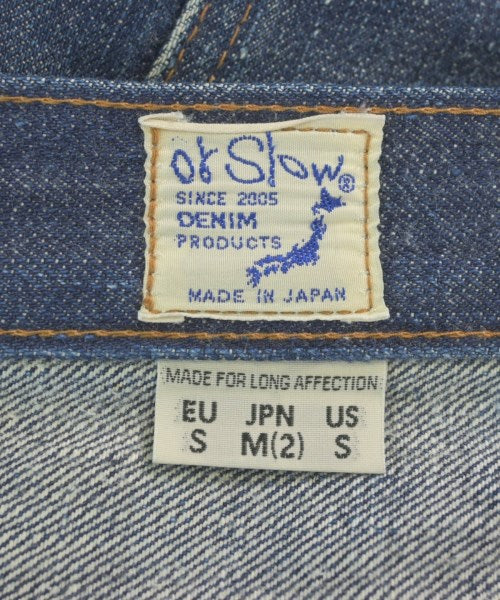 or Slow®
SINCE 2005
DENIM
PRODUCTS
MADE IN JAPAN
MADE FOR LONG AFFECTION
EU JPN US
S M(2) S